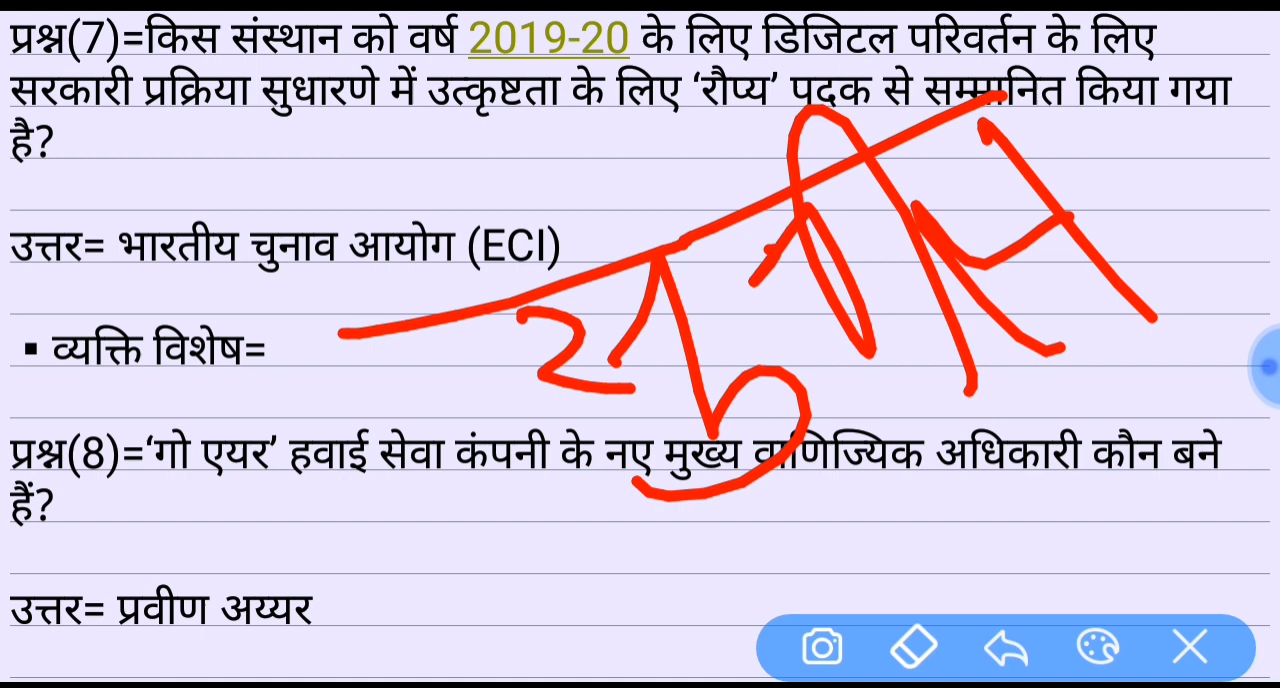 प्रश्न(7)=किस संस्थान को वर्ष 2019-20 के लिए डिजिटल परिवर्तन के लिए
सरकारी प्रक्रिया सुधारणे में उत्कृष्टता के लिए ‘रौप्य’ पदक से सम्मानित किया गया
है?
उत्तर= भारतीय चुनाव आयोग (ECI)
▪ व्यक्ति विशेष=
प्रश्न(8)=‘गो एयर’ हवाई सेवा कंपनी के नए मुख्य वाणिज्यिक अधिकारी कौन बने
हैं?
उत्तर= प्रवीण अय्यर